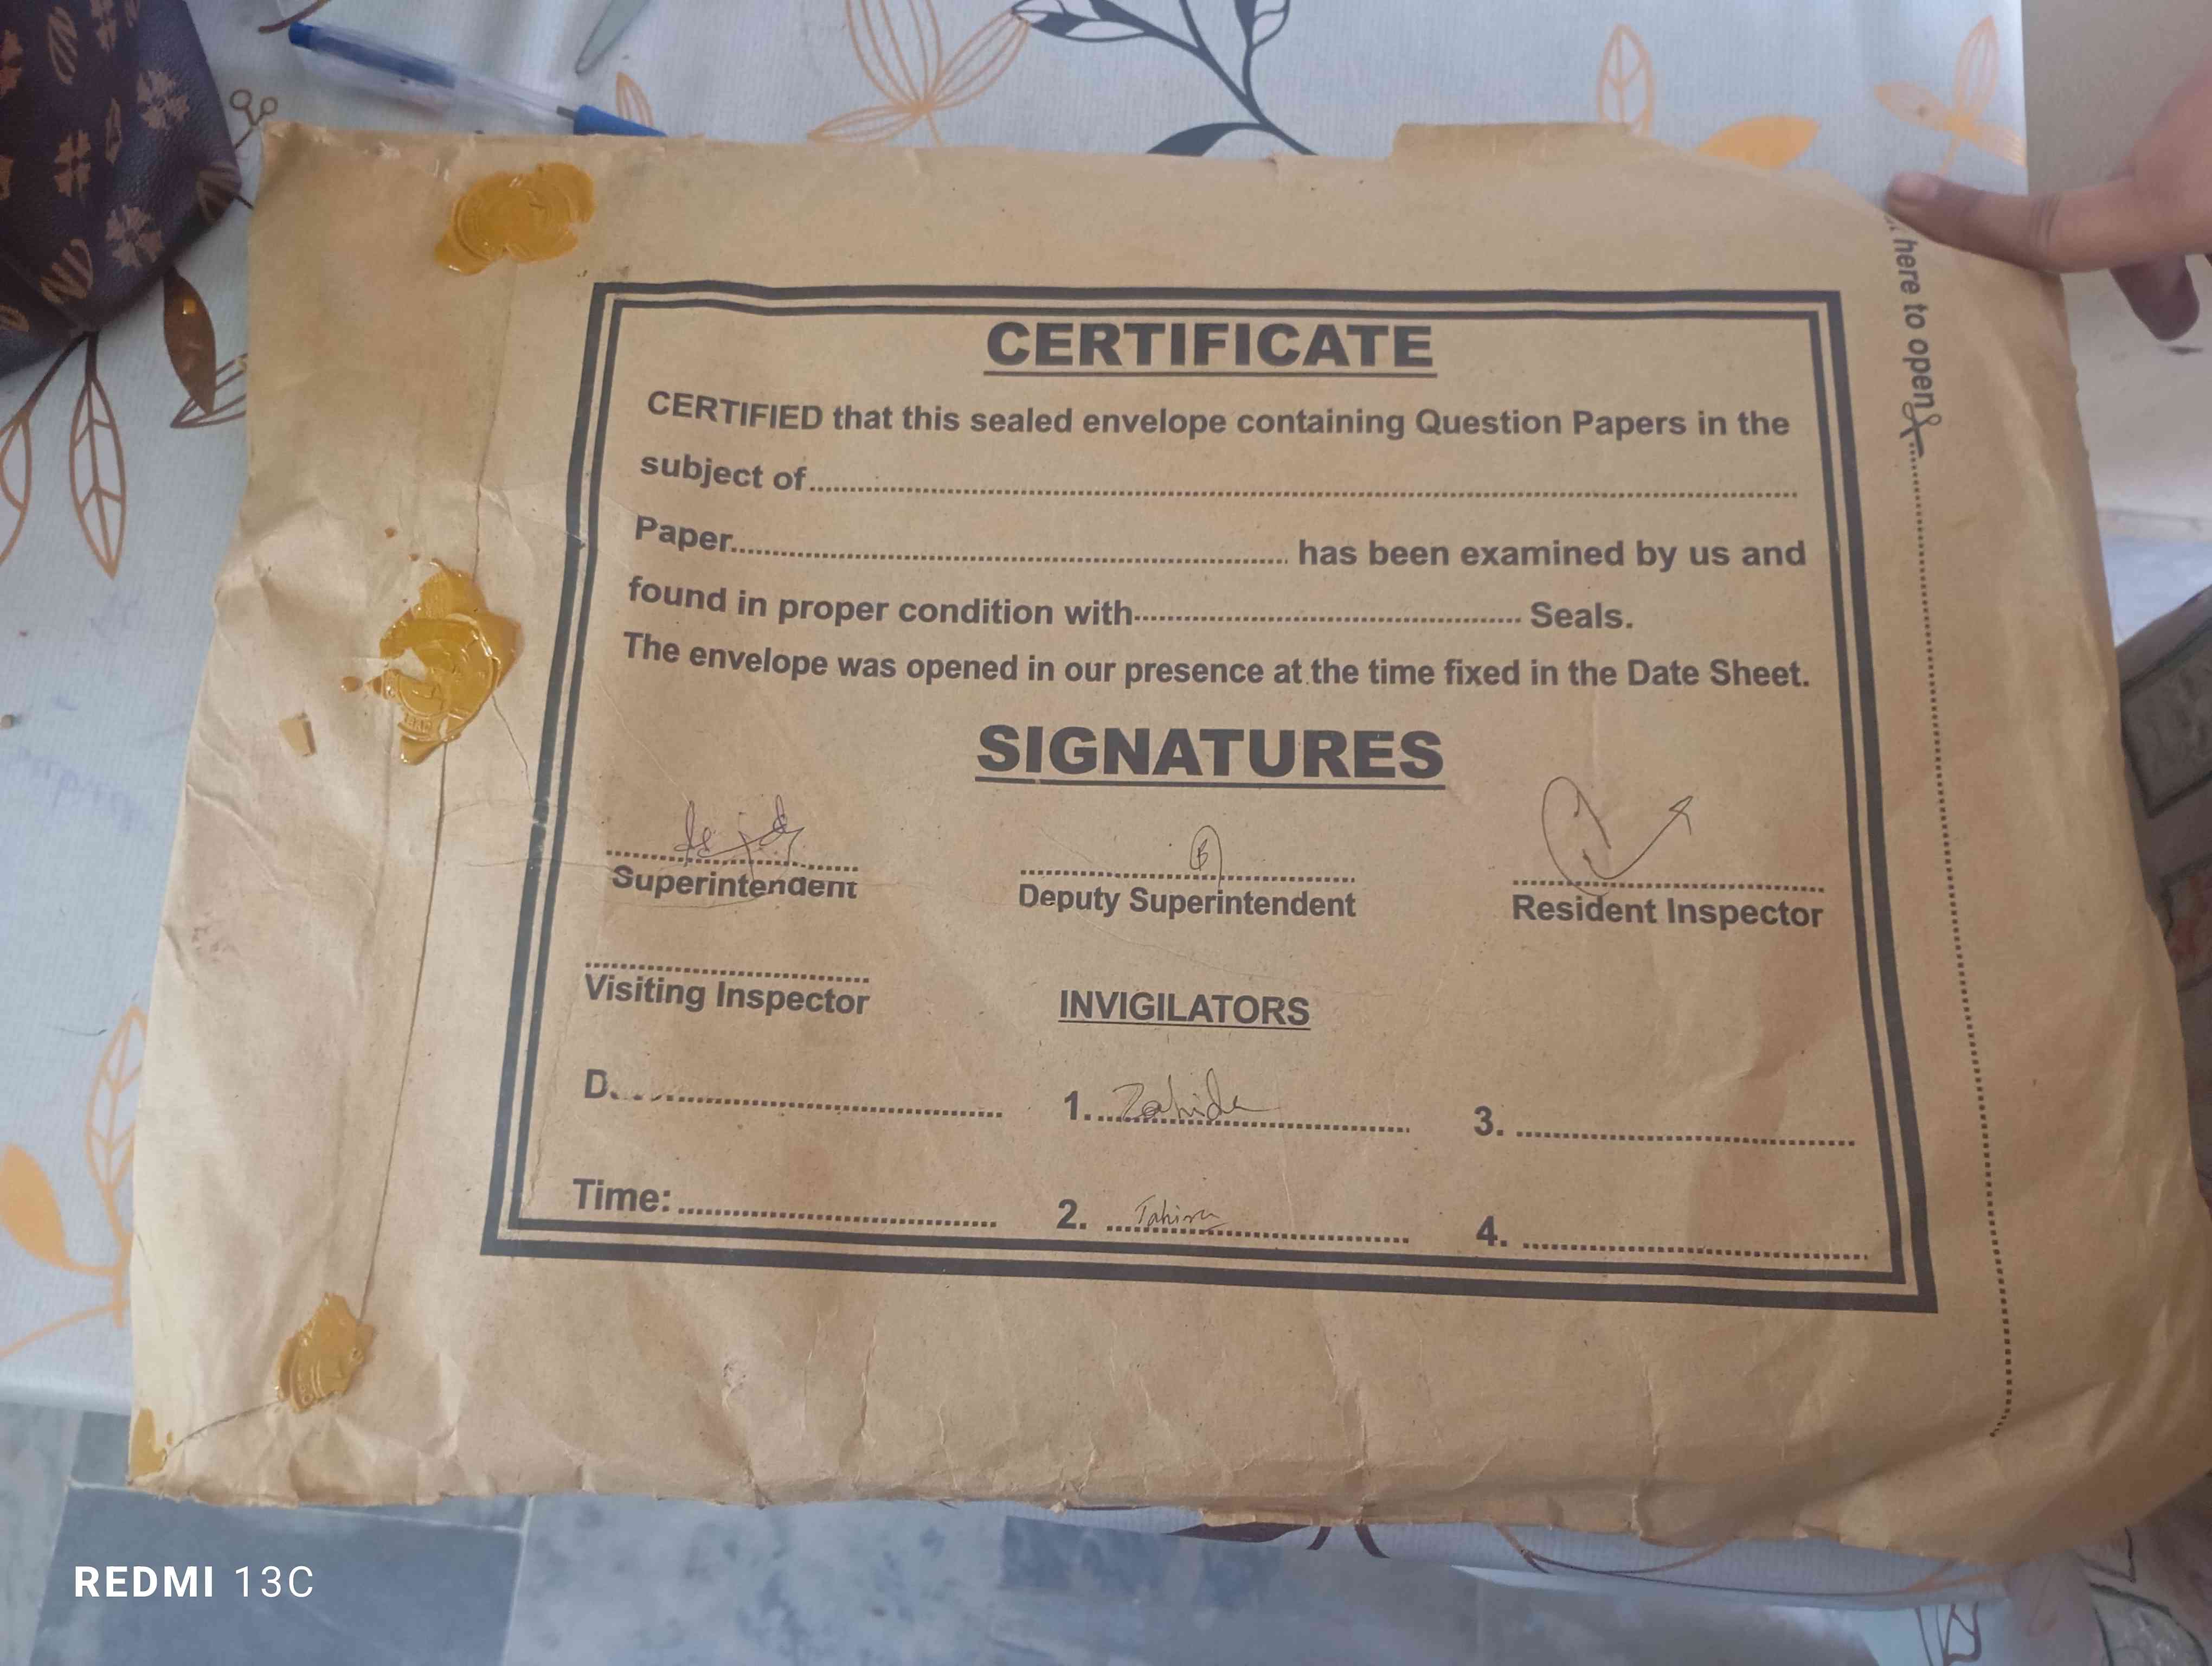 CERTIFICATE
CERTIFIED that this sealed envelope containing Question Papers in the
subject of
Paper has been examined by us and
found in proper condition with Seals.
The envelope was opened in our presence at the time fixed in the Date Sheet.
SIGNATURES
Superintendent Deputy Superintendent Resident Inspector
Visiting Inspector INVIGILATORS
1. Zahida 3.
Time: 2. Tahira 4.
here to open
REDMI 13C